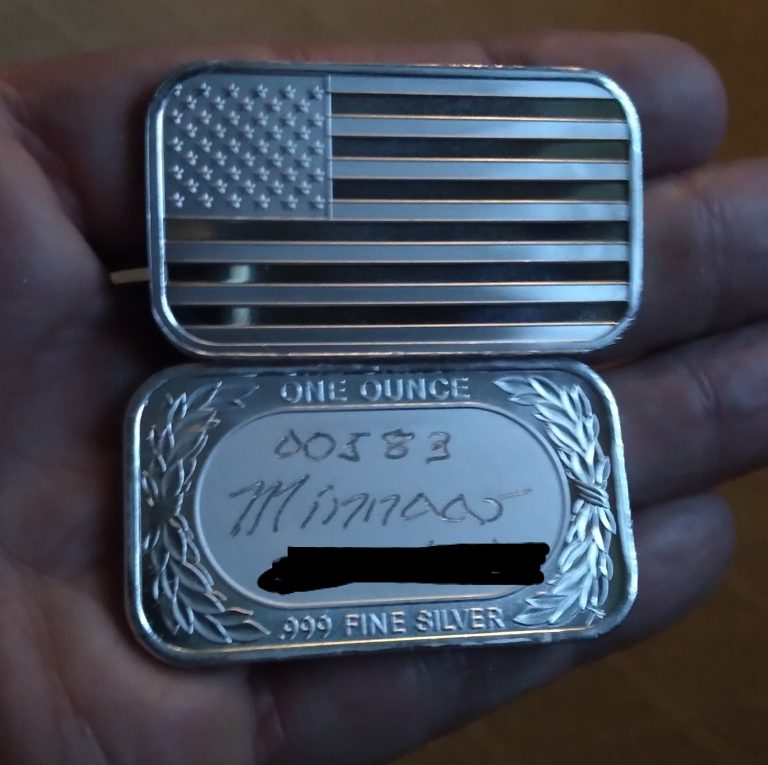 ONE OUNCE
00583
Minnaar
.999 FINE SILVER